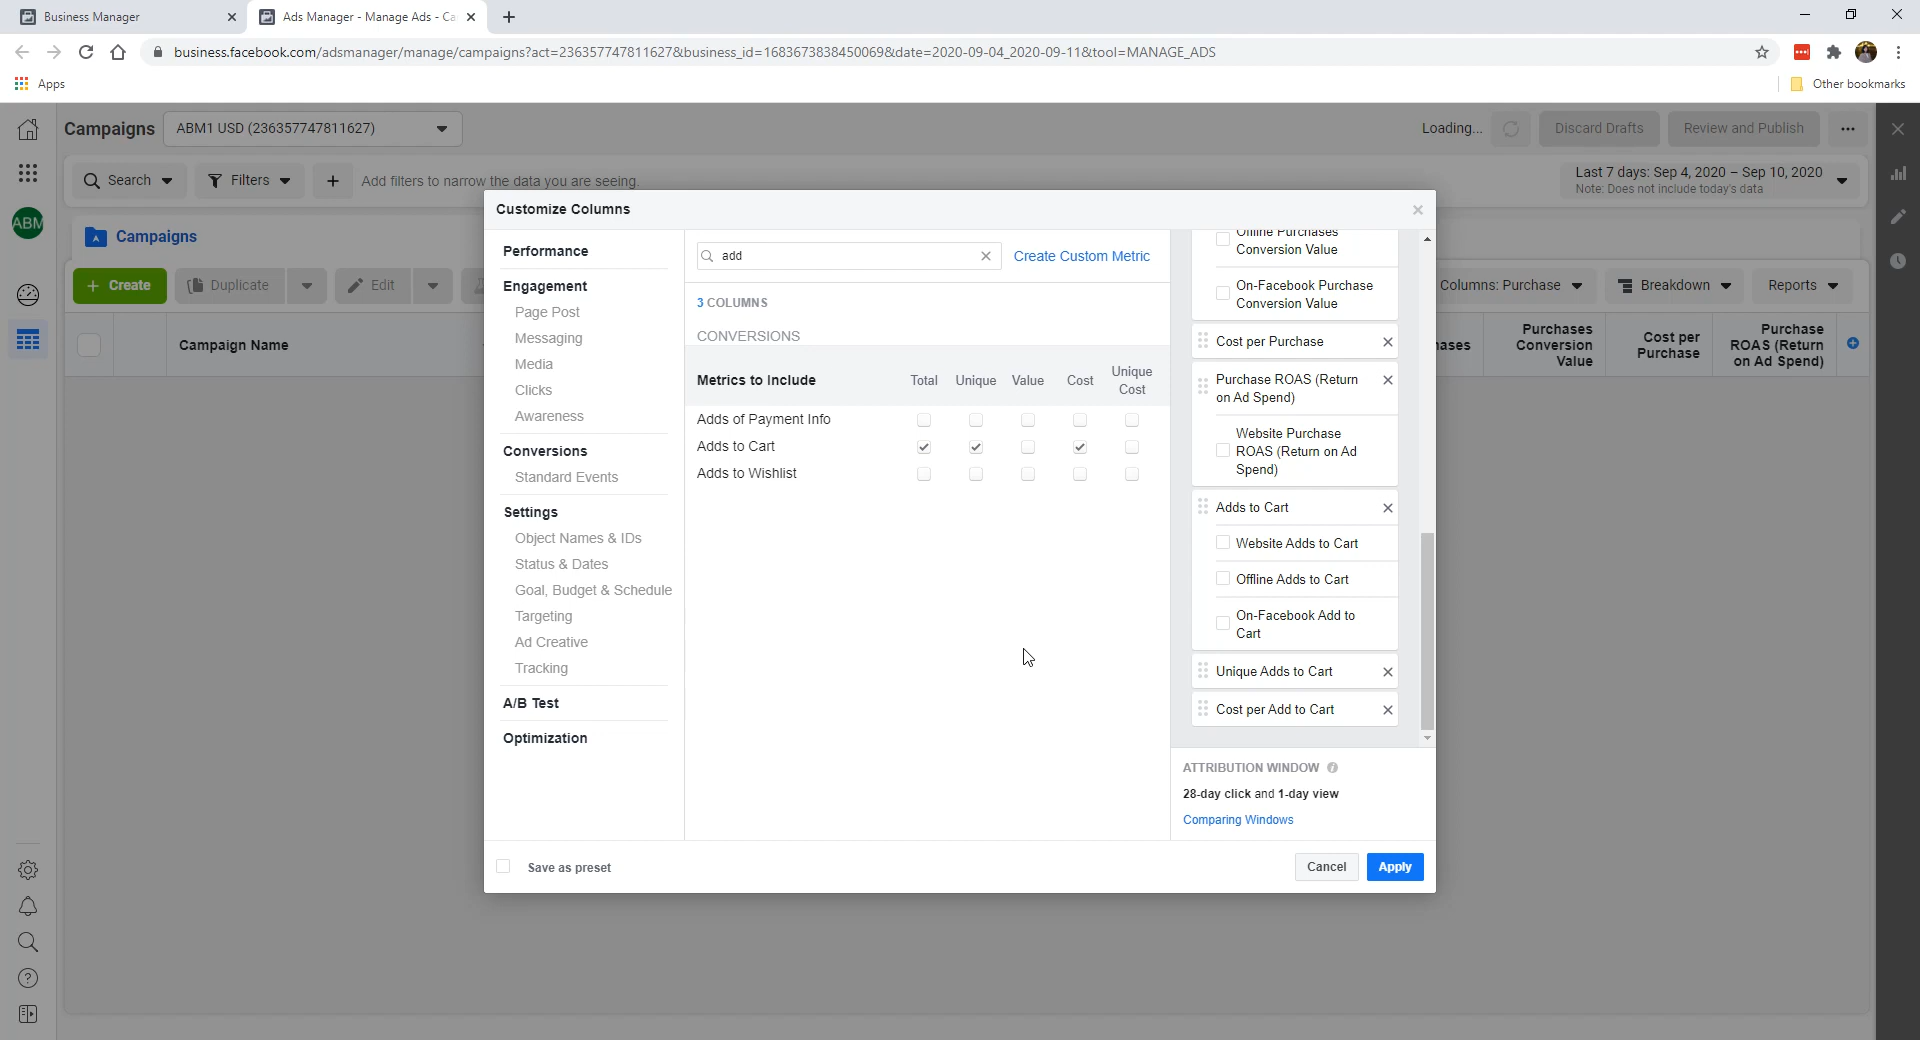 Business Manager
Ads Manager - Manage Ads - Ca
business.facebook.com/adsmanager/manage/campaigns?act=236357747811627&business_id=1683673838450069&date=2020-09-04_2020-09-11&tool=MANAGE_ADS
Apps
Other bookmarks
Campaigns
ABM1 USD (236357747811627)
Loading...
Discard Drafts
Review and Publish
Search
Filters
Add filters to narrow the data you are seeing.
Last 7 days: Sep 4, 2020 – Sep 10, 2020
Note: Does not include today's data
ABM
Campaigns
Create
Duplicate
Edit
Columns: Purchase
Breakdown
Reports
Campaign Name
hases
Purchases
Conversion
Value
Cost per
Purchase
Purchase
ROAS (Return
on Ad Spend)
Customize Columns
Performance
Engagement
Page Post
Messaging
Media
Clicks
Awareness
Conversions
Standard Events
Settings
Object Names & IDs
Status & Dates
Goal, Budget & Schedule
Targeting
Ad Creative
Tracking
A/B Test
Optimization
add
Create Custom Metric
3 COLUMNS
CONVERSIONS
Metrics to Include
Total
Unique
Value
Cost
Unique
Cost
Adds of Payment Info
Adds to Cart
Adds to Wishlist
Offline Purchases
Conversion Value
On-Facebook Purchase
Conversion Value
Cost per Purchase
Purchase ROAS (Return
on Ad Spend)
Website Purchase
ROAS (Return on Ad
Spend)
Adds to Cart
Website Adds to Cart
Offline Adds to Cart
On-Facebook Add to
Cart
Unique Adds to Cart
Cost per Add to Cart
ATTRIBUTION WINDOW
28-day click and 1-day view
Comparing Windows
Save as preset
Cancel
Apply